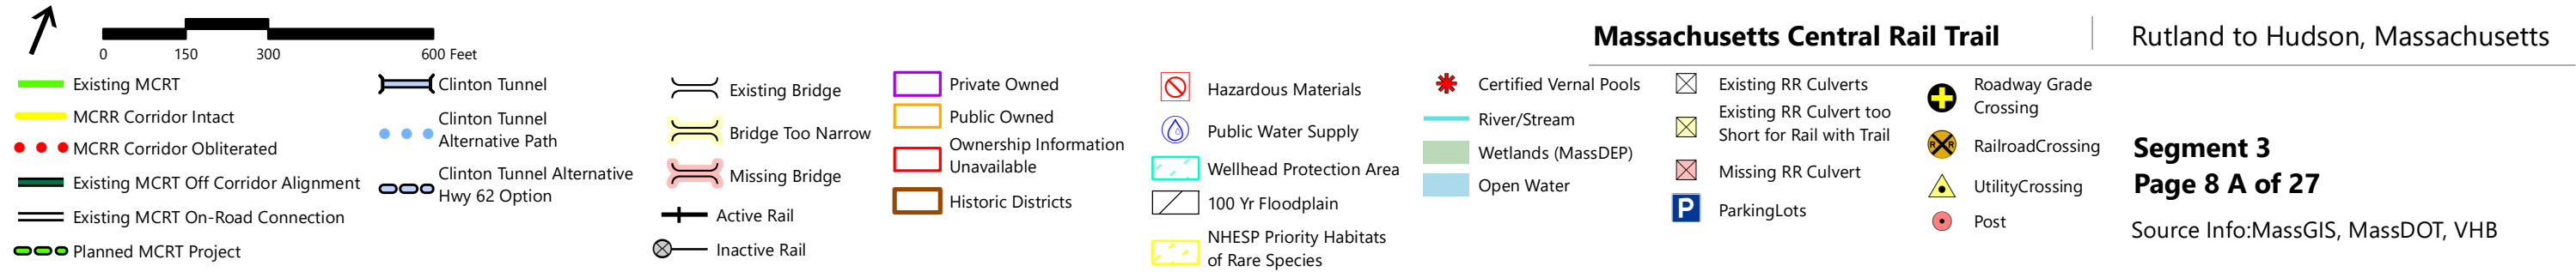 0 150 300 600 Feet
Existing MCRT
MCRR Corridor Intact
MCRR Corridor Obliterated
Existing MCRT Off Corridor Alignment
Existing MCRT On-Road Connection
Planned MCRT Project
Clinton Tunnel
Clinton Tunnel
Alternative Path
Clinton Tunnel Alternative
Hwy 62 Option
Existing Bridge
Bridge Too Narrow
Missing Bridge
Active Rail
Inactive Rail
Private Owned
Public Owned
Ownership Information
Unavailable
Historic Districts
Hazardous Materials
Public Water Supply
Wellhead Protection Area
100 Yr Floodplain
NHESP Priority Habitats
of Rare Species
Certified Vernal Pools
River/Stream
Wetlands (MassDEP)
Open Water
Massachusetts Central Rail Trail
Rutland to Hudson, Massachusetts
Existing RR Culverts
Existing RR Culvert too
Short for Rail with Trail
Missing RR Culvert
P ParkingLots
Roadway Grade
Crossing
R R RailroadCrossing
UtilityCrossing
Post
Segment 3
Page 8 A of 27
Source Info:MassGIS, MassDOT, VHB